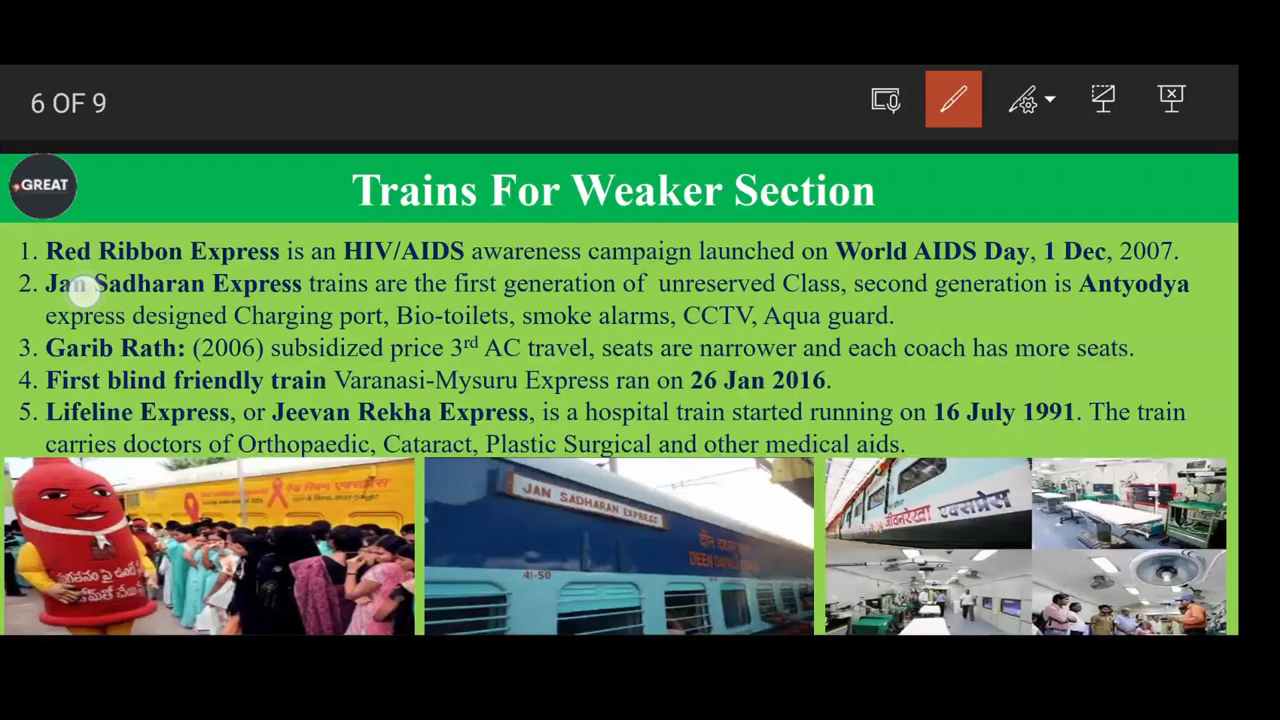 6 OF 9
GREAT
Trains For Weaker Section
1. Red Ribbon Express is an HIV/AIDS awareness campaign launched on World AIDS Day, 1 Dec, 2007.
2. Jan Sadharan Express trains are the first generation of unreserved Class, second generation is Antyodya
express designed Charging port, Bio-toilets, smoke alarms, CCTV, Aqua guard.
3. Garib Rath: (2006) subsidized price 3rd AC travel, seats are narrower and each coach has more seats.
4. First blind friendly train Varanasi-Mysuru Express ran on 26 Jan 2016.
5. Lifeline Express, or Jeevan Rekha Express, is a hospital train started running on 16 July 1991. The train
carries doctors of Orthopaedic, Cataract, Plastic Surgical and other medical aids.
JAN SADHARAN EXPRESS
दीन दयालु
DEEN DAYALU
41-50
जीवनरेखा एक्सप्रेस